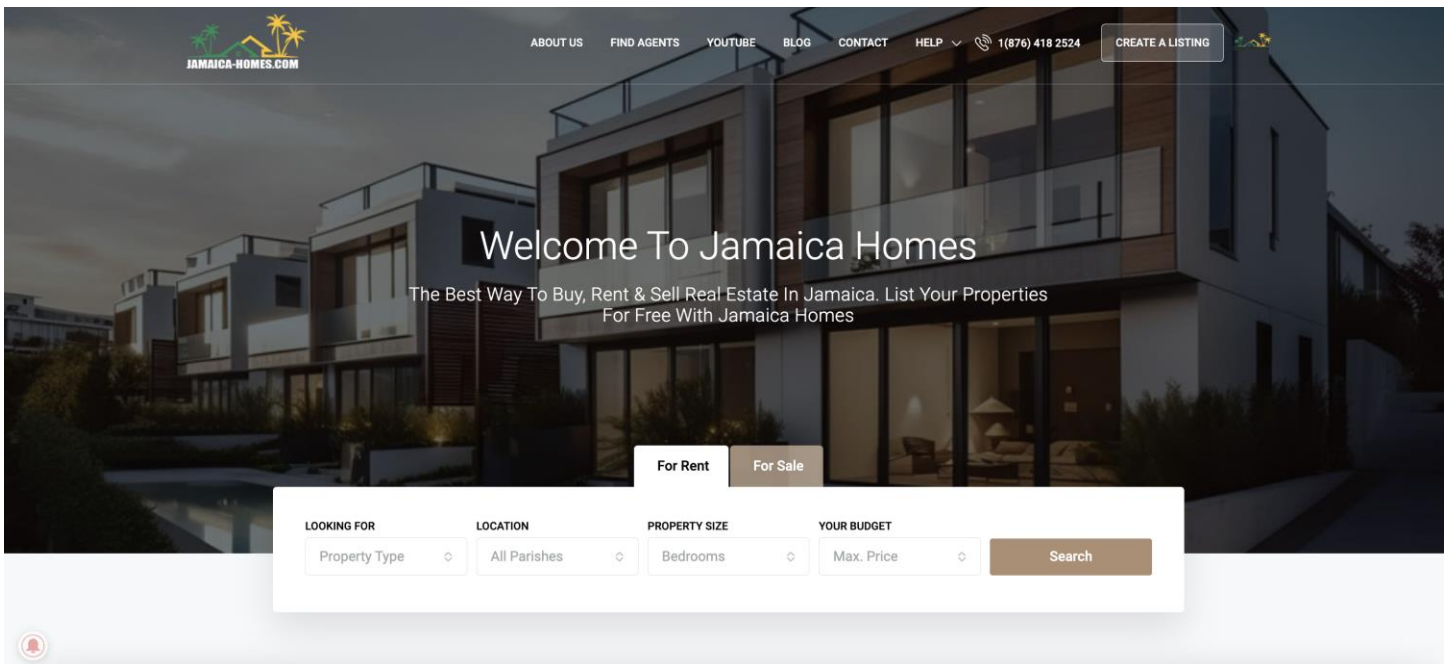 JAMAICA-HOMES.COM
ABOUT US
FIND AGENTS
YOUTUBE
BLOG
CONTACT
HELP
1(876) 418 2524
CREATE A LISTING
Welcome To Jamaica Homes
The Best Way To Buy, Rent & Sell Real Estate In Jamaica. List Your Properties
For Free With Jamaica Homes
For Rent
For Sale
LOOKING FOR
LOCATION
PROPERTY SIZE
YOUR BUDGET
Property Type
All Parishes
Bedrooms
Max. Price
Search